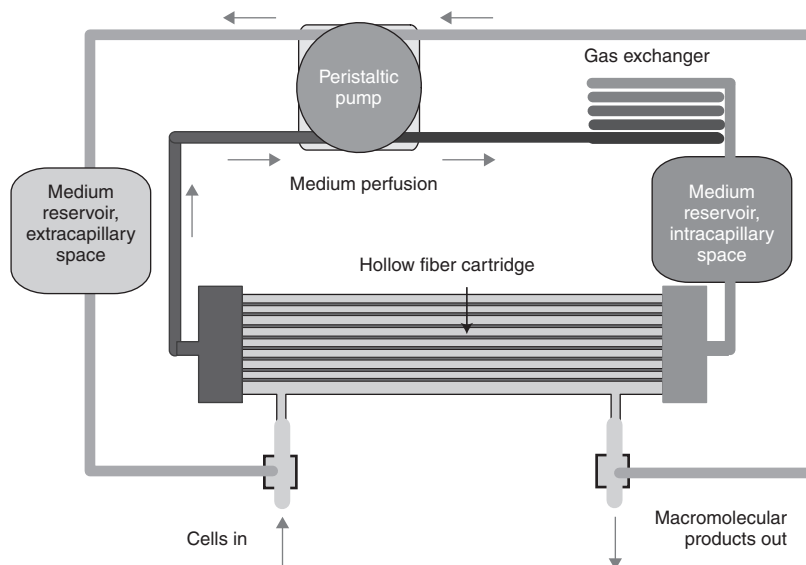 Peristaltic
pump
Gas exchanger
Medium perfusion
Medium
reservoir,
extracapillary
space
Medium
reservoir,
intracapillary
space
Hollow fiber cartridge
Cells in
Macromolecular
products out